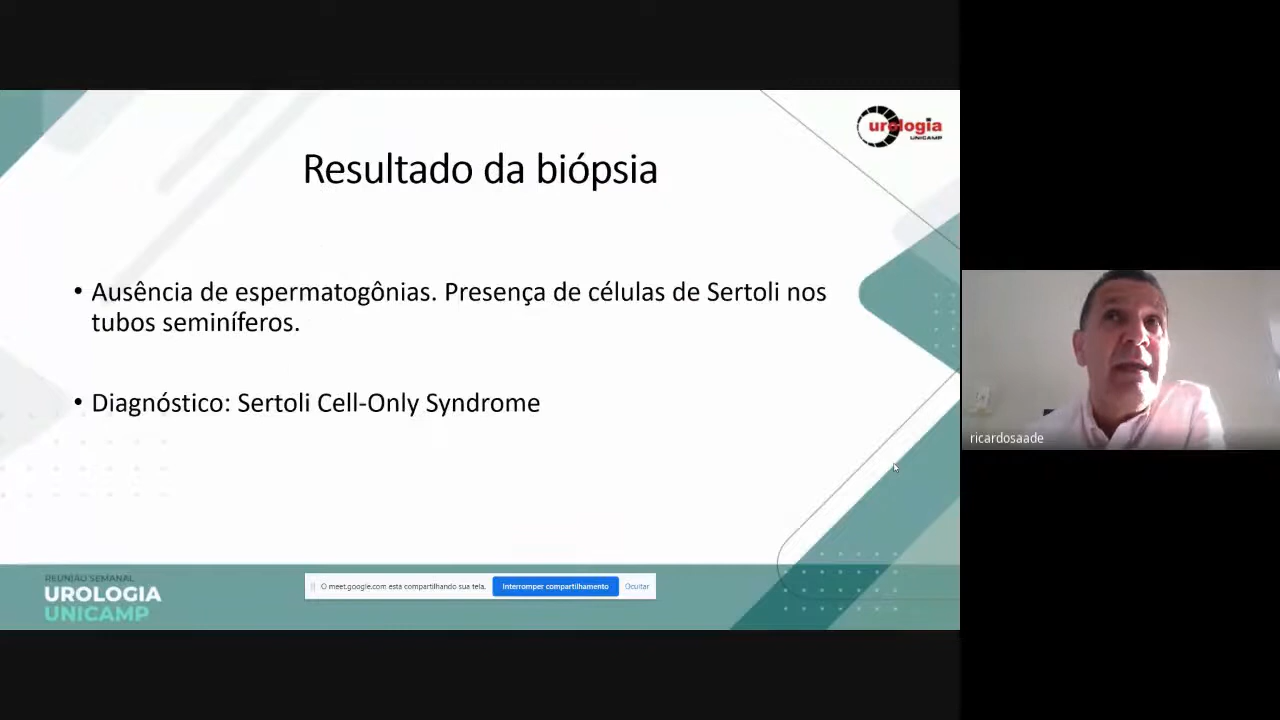 urologia
UNICAMP
Resultado da biópsia
• Ausência de espermatogônias. Presença de células de Sertoli nos
tubos seminíferos.
• Diagnóstico: Sertoli Cell-Only Syndrome
ricardosaade
REUNIÃO SEMANAL
UROLOGIA
UNICAMP
O meet.google.com está compartilhando sua tela. Interromper compartilhamento Ocultar